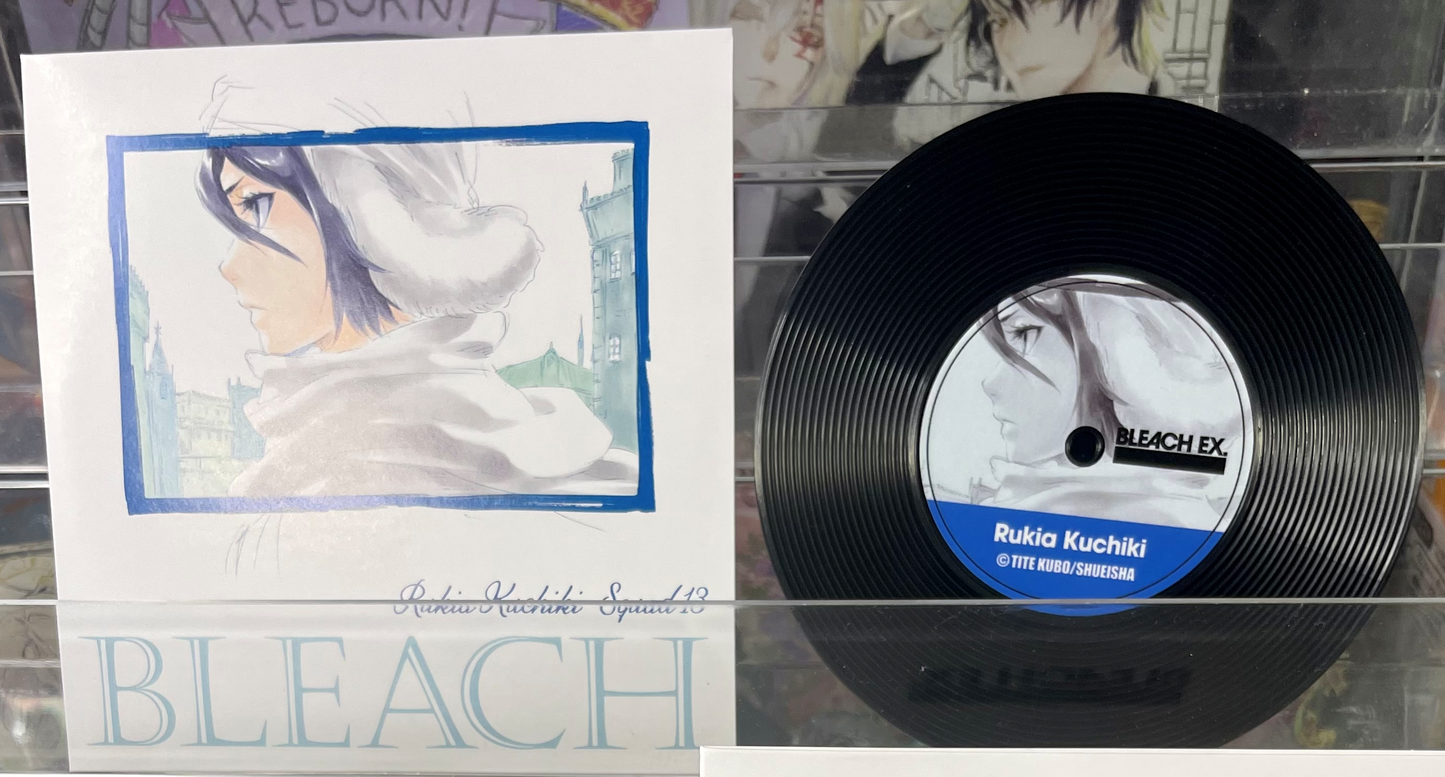 REBORN!
Rukia Kuchiki Squad 13
BLEACH
BLEACH EX.
Rukia Kuchiki
©TITE KUBO/SHUEISHA